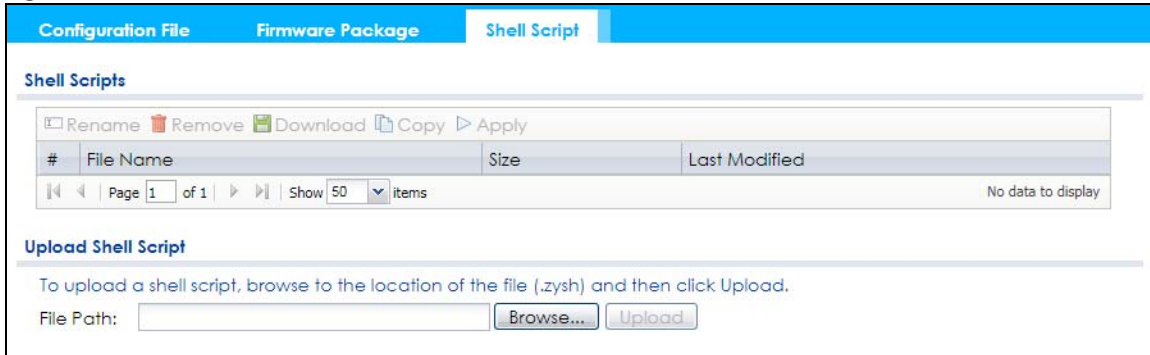 Configuration File Firmware Package Shell Script
Shell Scripts
Rename Remove Download Copy Apply
# File Name Size Last Modified
Page 1 of 1 Show 50 items No data to display
Upload Shell Script
To upload a shell script, browse to the location of the file (.zysh) and then click Upload.
File Path: Browse... Upload